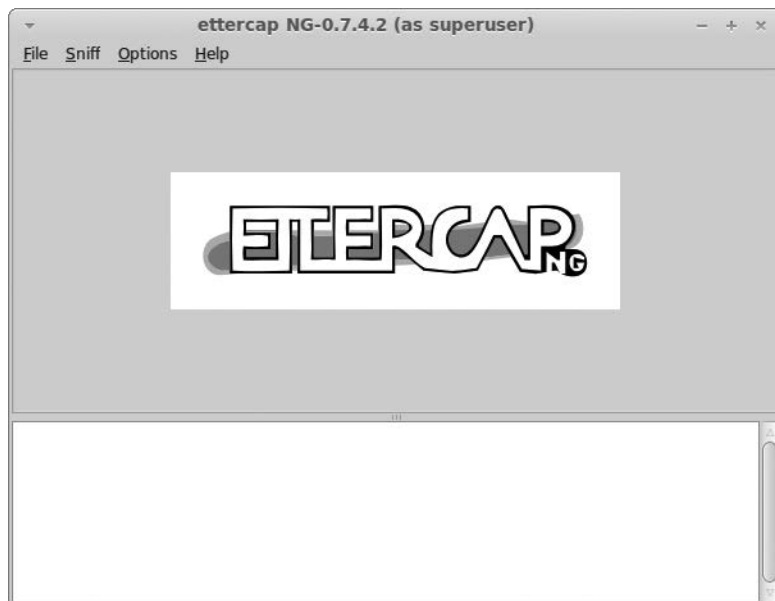 ettercap NG-0.7.4.2 (as superuser)
File Sniff Options Help
ETTERCAP
NG